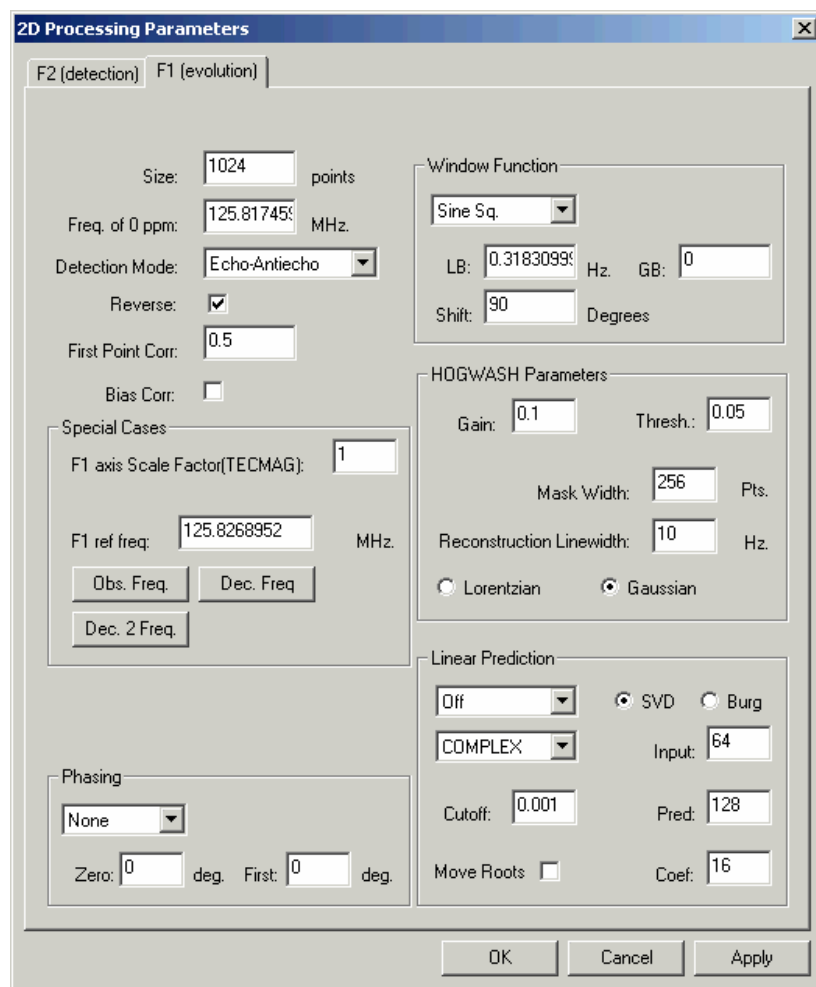 2D Processing Parameters
F2 (detection) F1 (evolution)
Size: 1024 points
Freq. of 0 ppm: 125.817459 MHz.
Detection Mode: Echo-Antiecho
Reverse:
First Point Corr: 0.5
Bias Corr:
Special Cases
F1 axis Scale Factor(TECMAG): 1
F1 ref freq: 125.8268952 MHz.
Obs. Freq. Dec. Freq
Dec. 2 Freq.
Phasing
None
Zero: 0 deg. First: 0 deg.
Window Function
Sine Sq.
LB: 0.31830999 Hz. GB: 0
Shift: 90 Degrees
HOGWASH Parameters
Gain: 0.1 Thresh.: 0.05
Mask Width: 256 Pts.
Reconstruction Linewidth: 10 Hz.
Lorentzian Gaussian
Linear Prediction
Off SVD Burg
COMPLEX Input: 64
Cutoff: 0.001 Pred: 128
Move Roots Coef: 16
OK Cancel Apply